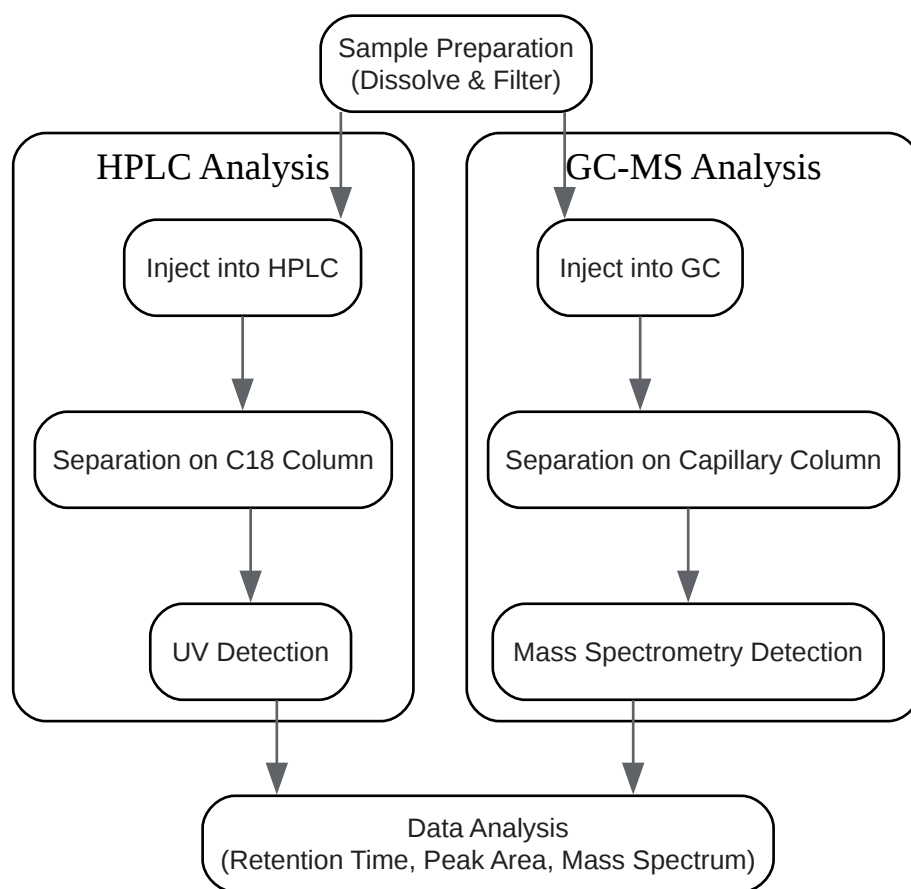 Sample Preparation
(Dissolve & Filter)
HPLC Analysis
Inject into HPLC
Separation on C18 Column
UV Detection
GC-MS Analysis
Inject into GC
Separation on Capillary Column
Mass Spectrometry Detection
Data Analysis
(Retention Time, Peak Area, Mass Spectrum)